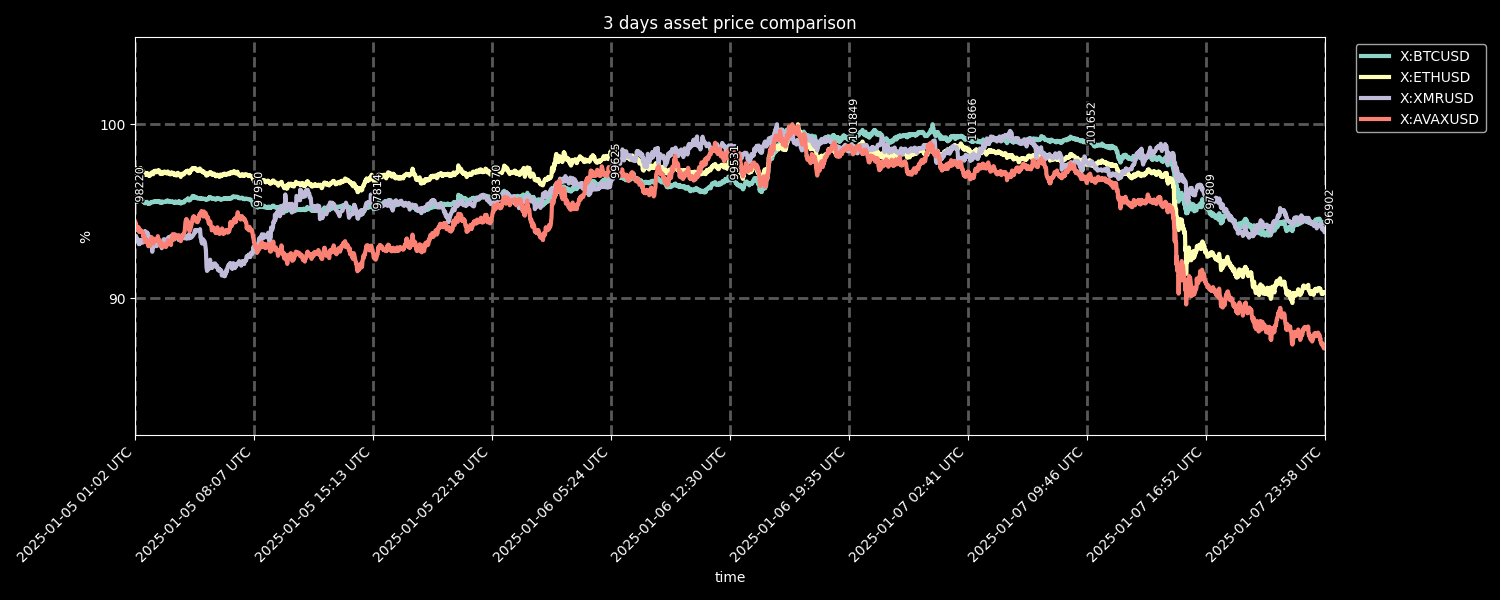 3 days asset price comparison
X:BTCUSD
X:ETHUSD
X:XMRUSD
X:AVAXUSD
%
100
90
98220
97950
97814
98370
99625
99531
101849
101866
101652
97809
96902
2025-01-05 01:02 UTC
2025-01-05 08:07 UTC
2025-01-05 15:13 UTC
2025-01-05 22:18 UTC
2025-01-06 05:24 UTC
2025-01-06 12:30 UTC
2025-01-06 19:35 UTC
2025-01-07 02:41 UTC
2025-01-07 09:46 UTC
2025-01-07 16:52 UTC
2025-01-07 23:58 UTC
time